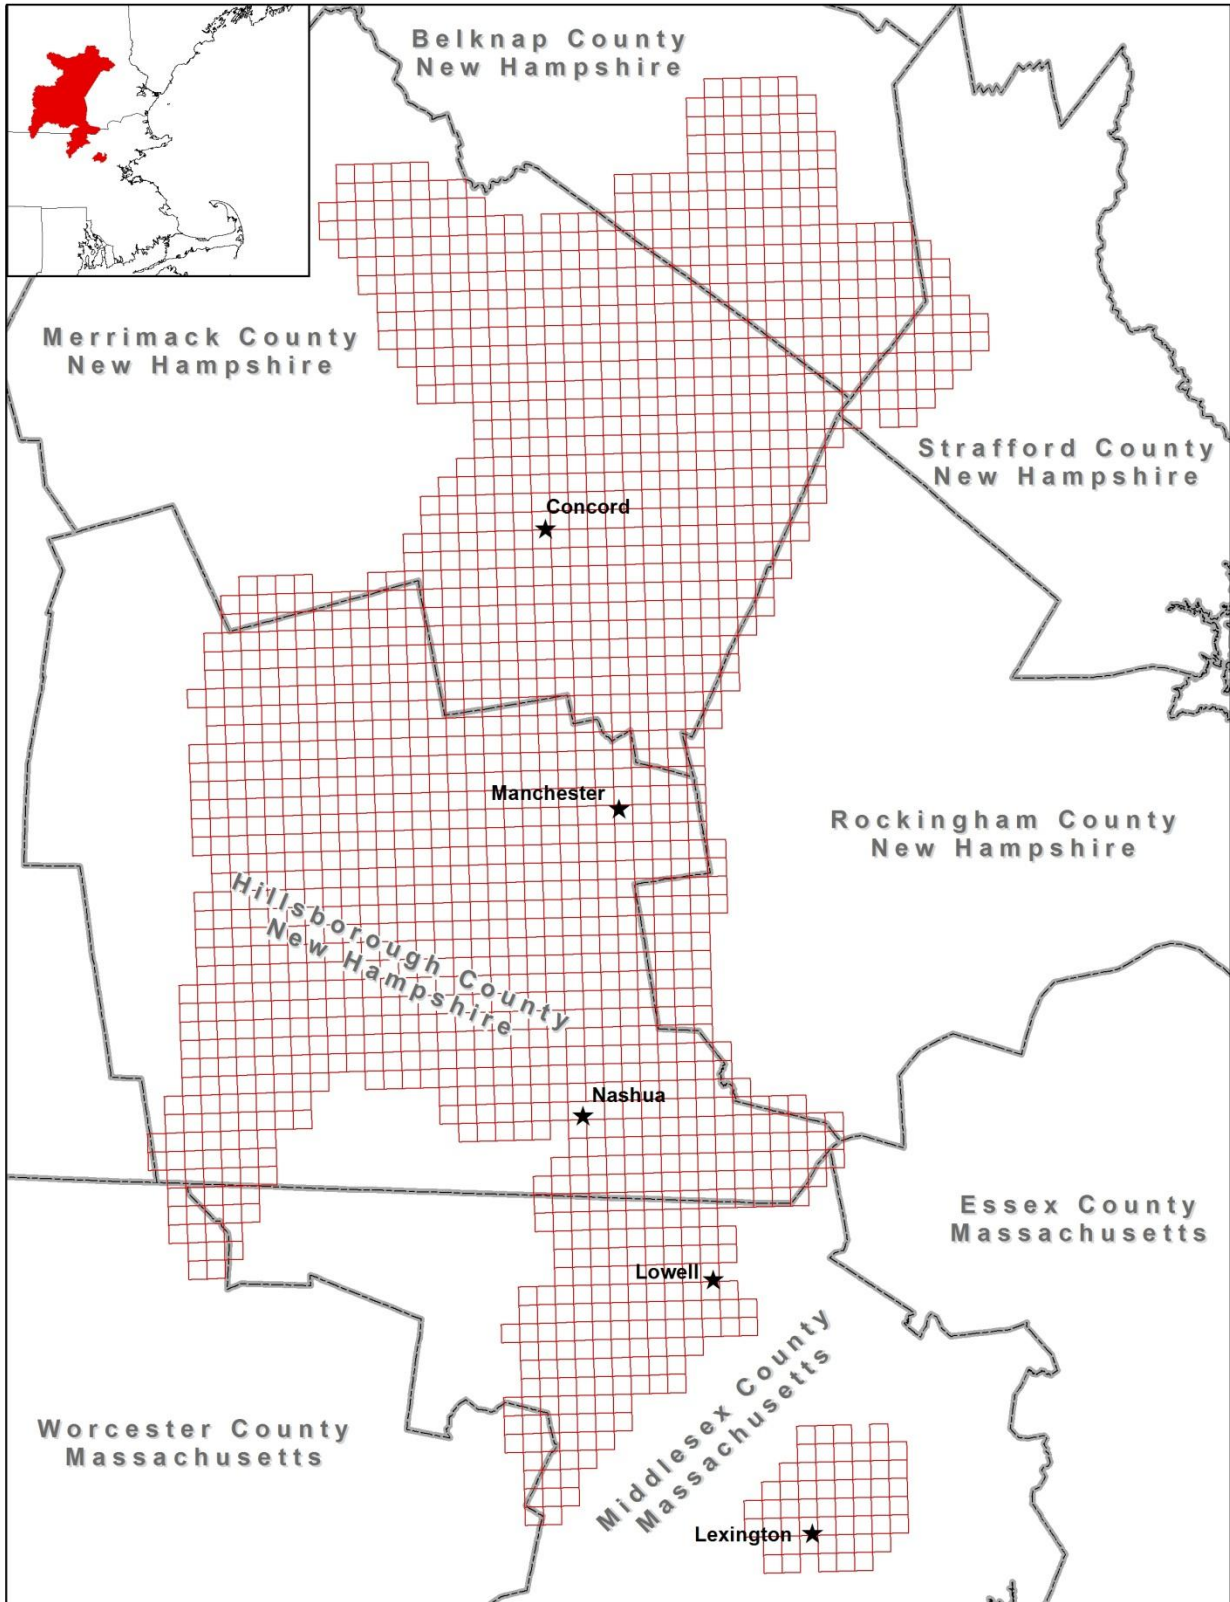 Belknap County
New Hampshire
Merrimack County
New Hampshire
Strafford County
New Hampshire
Concord
Manchester
Rockingham County
New Hampshire
Hillsborough County
New Hampshire
Nashua
Essex County
Massachusetts
Lowell
Middlesex County
Massachusetts
Worcester County
Massachusetts
Lexington